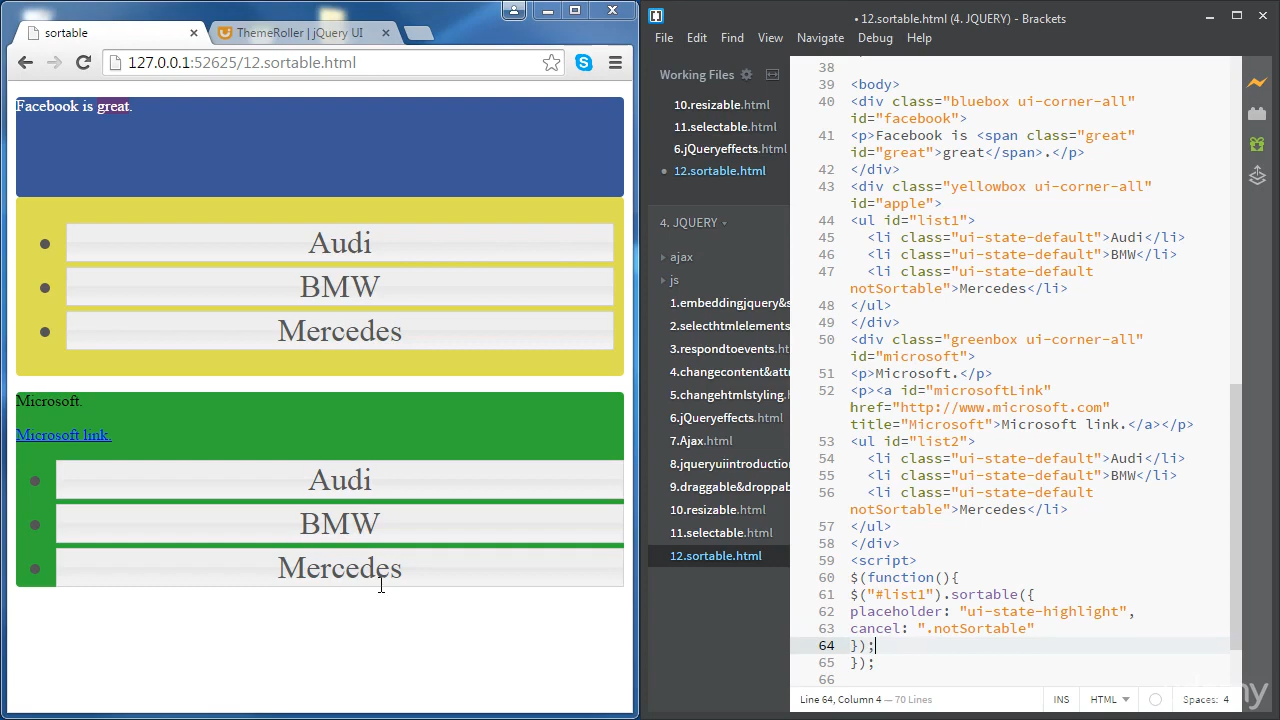 sortable
ThemeRoller | jQuery UI
127.0.0.1:52625/12.sortable.html
Facebook is great.
Audi
BMW
Mercedes
Microsoft.
Microsoft link.
Audi
BMW
Mercedes
• 12.sortable.html (4. JQUERY) - Brackets
File Edit Find View Navigate Debug Help
Working Files
10.resizable.html
11.selectable.html
6.jQueryeffects.html
12.sortable.html
4. JQUERY
ajax
js
1.embeddingjquery&s
2.selecthtmlelements
3.respondtoevents.ht
4.changecontent&att
5.changehtmlstyling.
6.jQueryeffects.html
7.Ajax.html
8.jqueryuiintroduction
9.draggable&droppab
10.resizable.html
11.selectable.html
12.sortable.html
38
39 <body>
40 <div class="bluebox ui-corner-all"
id="facebook">
41 <p>Facebook is <span class="great"
id="great">great</span>.</p>
42 </div>
43 <div class="yellowbox ui-corner-all"
id="apple">
44 <ul id="list1">
45 <li class="ui-state-default">Audi</li>
46 <li class="ui-state-default">BMW</li>
47 <li class="ui-state-default
notSortable">Mercedes</li>
48 </ul>
49 </div>
50 <div class="greenbox ui-corner-all"
id="microsoft">
51 <p>Microsoft.</p>
52 <p><a id="microsoftLink"
href="http://www.microsoft.com"
title="Microsoft">Microsoft link.</a></p>
53 <ul id="list2">
54 <li class="ui-state-default">Audi</li>
55 <li class="ui-state-default">BMW</li>
56 <li class="ui-state-default
notSortable">Mercedes</li>
57 </ul>
58 </div>
59 <script>
60 $(function(){
61 $("#list1").sortable({
62 placeholder: "ui-state-highlight",
63 cancel: ".notSortable"
64 });
65 });
66
Line 64, Column 4 — 70 Lines
INS
HTML
Spaces: 4